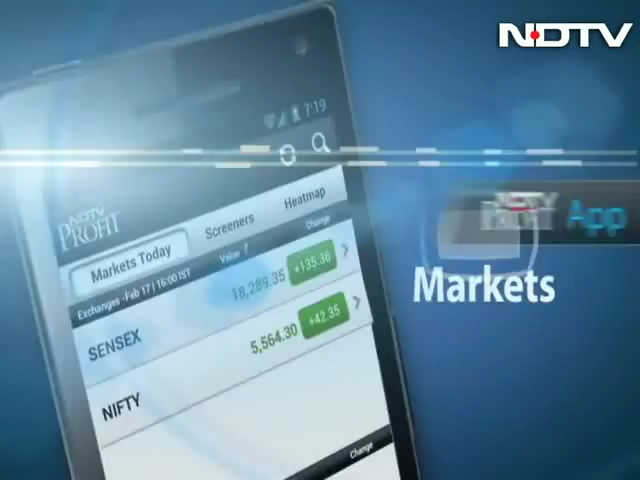 NDTV
7:19
NDTV
PROFIT
Markets Today
Screeners
Heatmap
Exchanges -Feb 17 | 16:00 IST
Value
Change
SENSEX
18,289.35
+135.36
NIFTY
5,564.30
+42.35
Change
NDTV
App
Markets